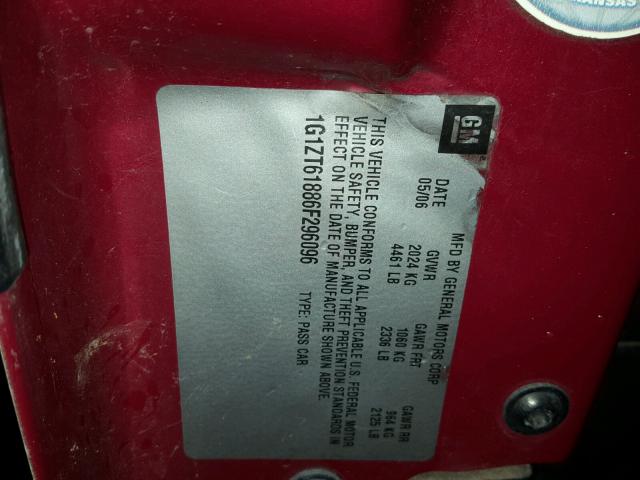 GM
MFD BY GENERAL MOTORS CORP
DATE GVWR GAWR FRT GAWR RR
05/06 2024 KG 1060 KG 964 KG
4461 LB 2336 LB 2125 LB
THIS VEHICLE CONFORMS TO ALL APPLICABLE U.S. FEDERAL MOTOR
VEHICLE SAFETY, BUMPER, AND THEFT PREVENTION STANDARDS IN
EFFECT ON THE DATE OF MANUFACTURE SHOWN ABOVE.
1G1ZT61886F296096 TYPE: PASS CAR
KANSAS